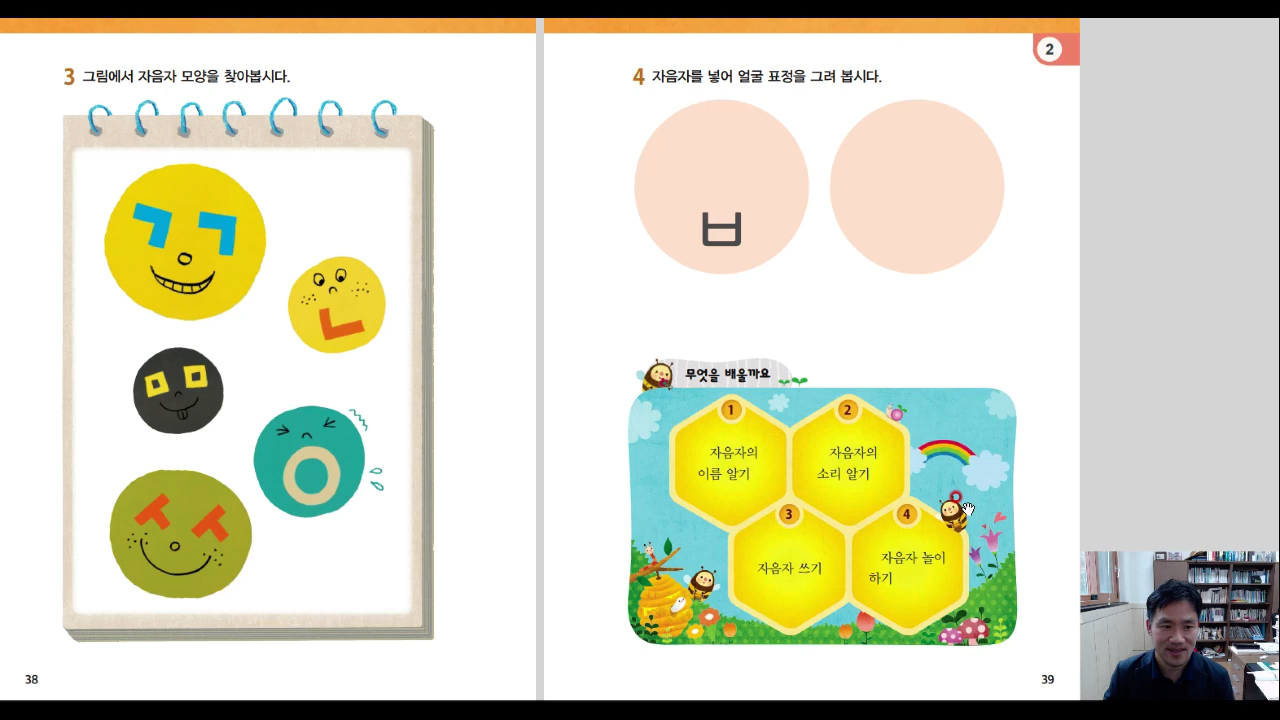 3 그림에서 자음자 모양을 찾아봅시다.
38
2
4 자음자를 넣어 얼굴 표정을 그려 봅시다.
ㅂ
무엇을 배울까요
1
자음자의
이름 알기
2
자음자의
소리 알기
3
자음자 쓰기
4
자음자 놀이
하기
39